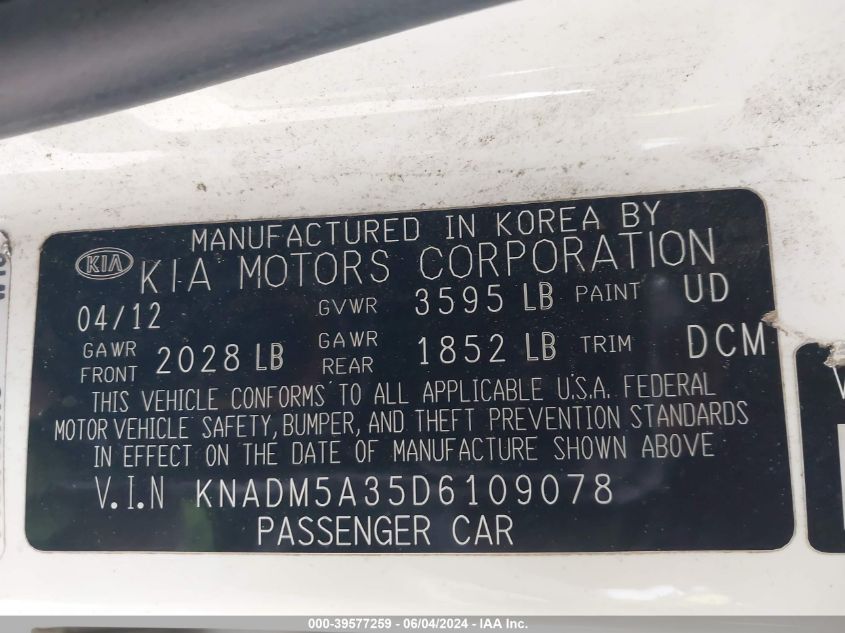 MANUFACTURED IN KOREA BY
KIA KIA MOTORS CORPORATION
04/12 GVWR 3595 LB PAINT UD
GAWR FRONT 2028 LB GAWR REAR 1852 LB TRIM DCM
THIS VEHICLE CONFORMS TO ALL APPLICABLE U.S.A. FEDERAL
MOTOR VEHICLE SAFETY, BUMPER, AND THEFT PREVENTION STANDARDS
IN EFFECT ON THE DATE OF MANUFACTURE SHOWN ABOVE
V.I.N KNADM5A35D6109078
PASSENGER CAR
000-39577259 - 06/04/2024 - IAA Inc.